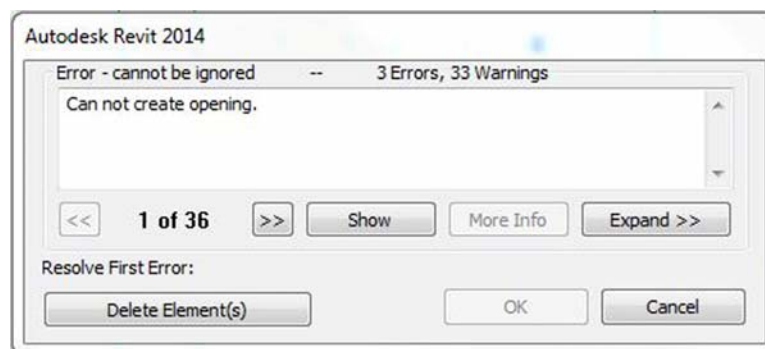 Autodesk Revit 2014
Error - cannot be ignored -- 3 Errors, 33 Warnings
Can not create opening.
<< 1 of 36 >> Show More Info Expand >>
Resolve First Error:
Delete Element(s) OK Cancel